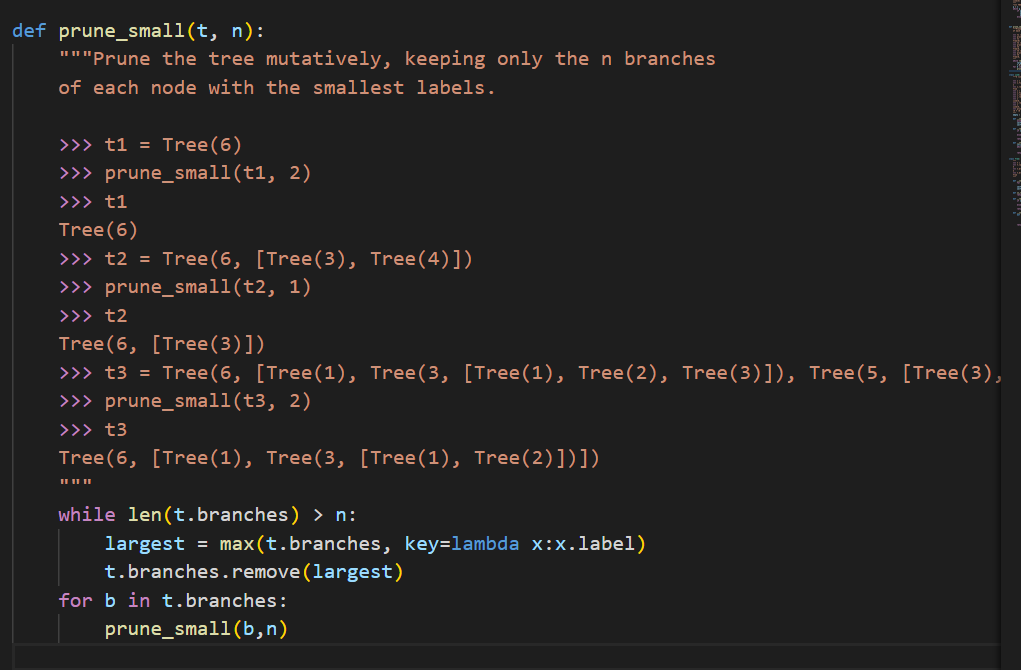 def prune_small(t, n):
    """Prune the tree mutatively, keeping only the n branches
    of each node with the smallest labels.

    >>> t1 = Tree(6)
    >>> prune_small(t1, 2)
    >>> t1
    Tree(6)
    >>> t2 = Tree(6, [Tree(3), Tree(4)])
    >>> prune_small(t2, 1)
    >>> t2
    Tree(6, [Tree(3)])
    >>> t3 = Tree(6, [Tree(1), Tree(3, [Tree(1), Tree(2), Tree(3)]), Tree(5, [Tree(3),
    >>> prune_small(t3, 2)
    >>> t3
    Tree(6, [Tree(1), Tree(3, [Tree(1), Tree(2)])])
    """
    while len(t.branches) > n:
        largest = max(t.branches, key=lambda x:x.label)
        t.branches.remove(largest)
    for b in t.branches:
        prune_small(b,n)